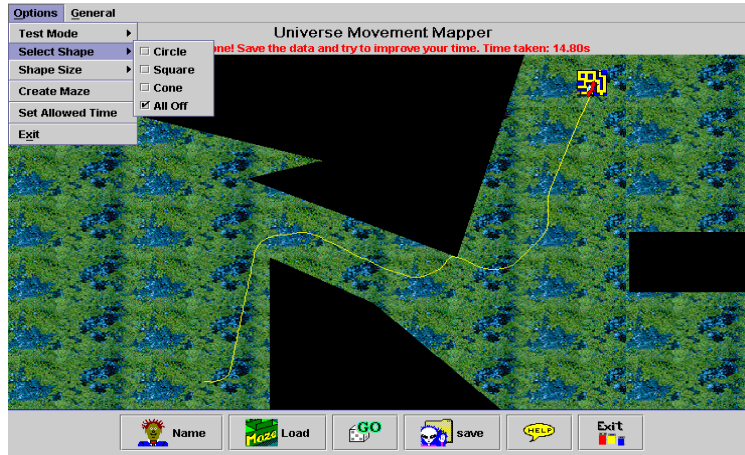 Options General
Universe Movement Mapper
one! Save the data and try to improve your time. Time taken: 14.80s
Test Mode
Select Shape
Shape Size
Create Maze
Set Allowed Time
Exit
Circle
Square
Cone
All Off
Name
Maze Load
GO
save
HELP
Exit